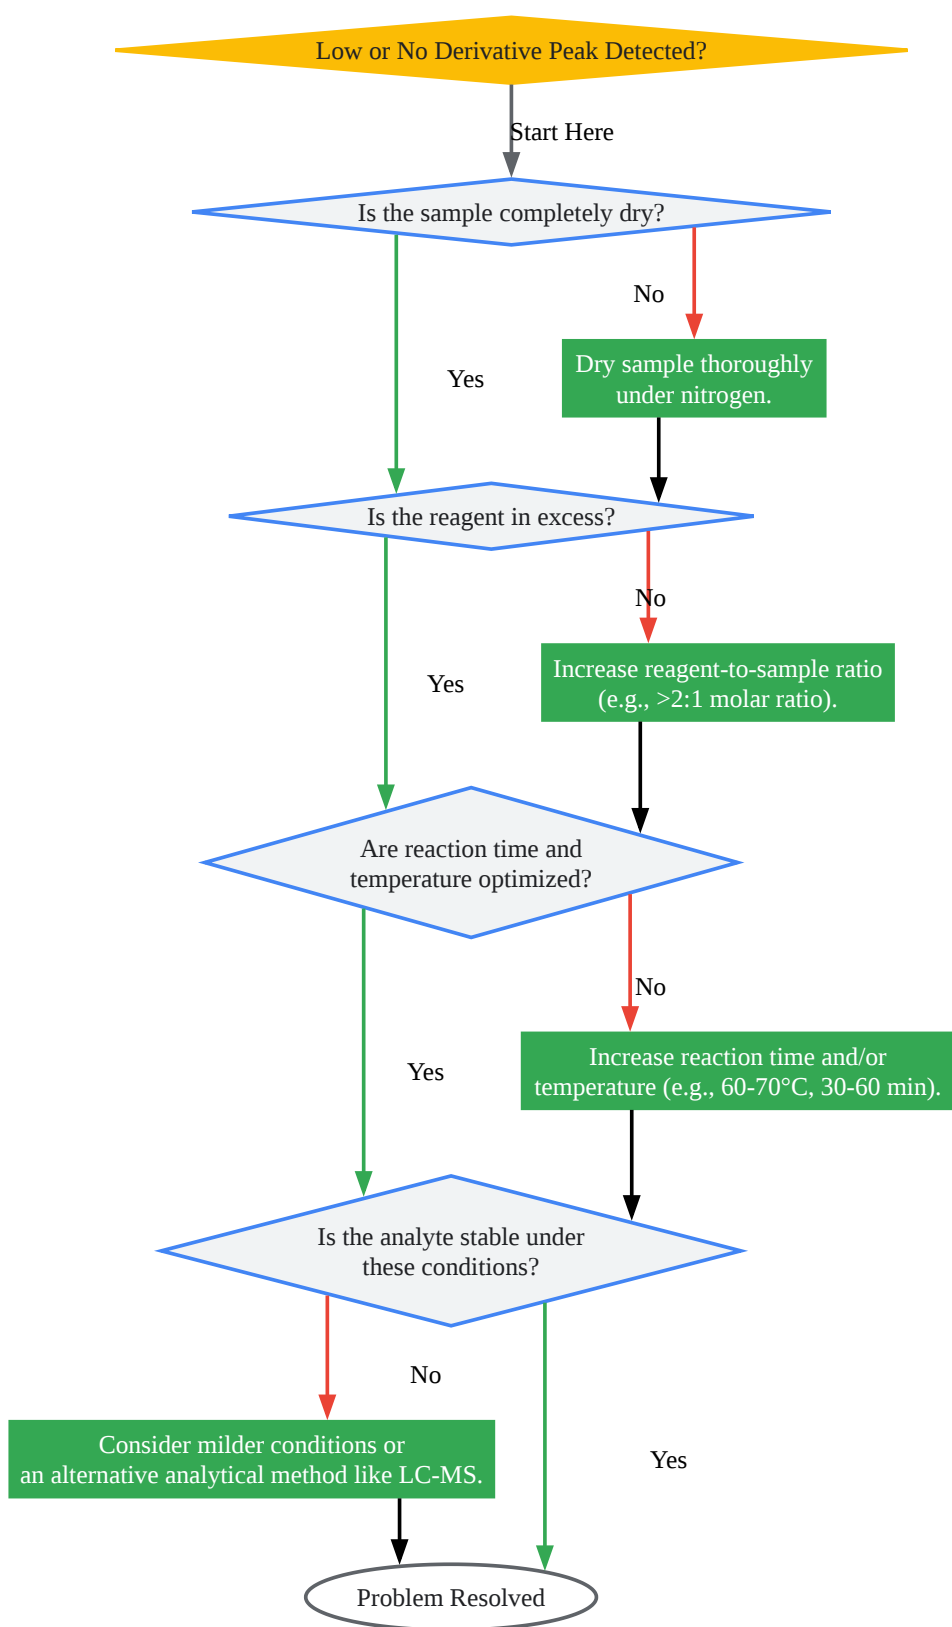 Low or No Derivative Peak Detected?
Start Here
Is the sample completely dry?
No
Dry sample thoroughly
under nitrogen.
Yes
Is the reagent in excess?
No
Increase reagent-to-sample ratio
(e.g., >2:1 molar ratio).
Yes
Are reaction time and
temperature optimized?
No
Increase reaction time and/or
temperature (e.g., 60-70°C, 30-60 min).
Yes
Is the analyte stable under
these conditions?
No
Consider milder conditions or
an alternative analytical method like LC-MS.
Yes
Problem Resolved